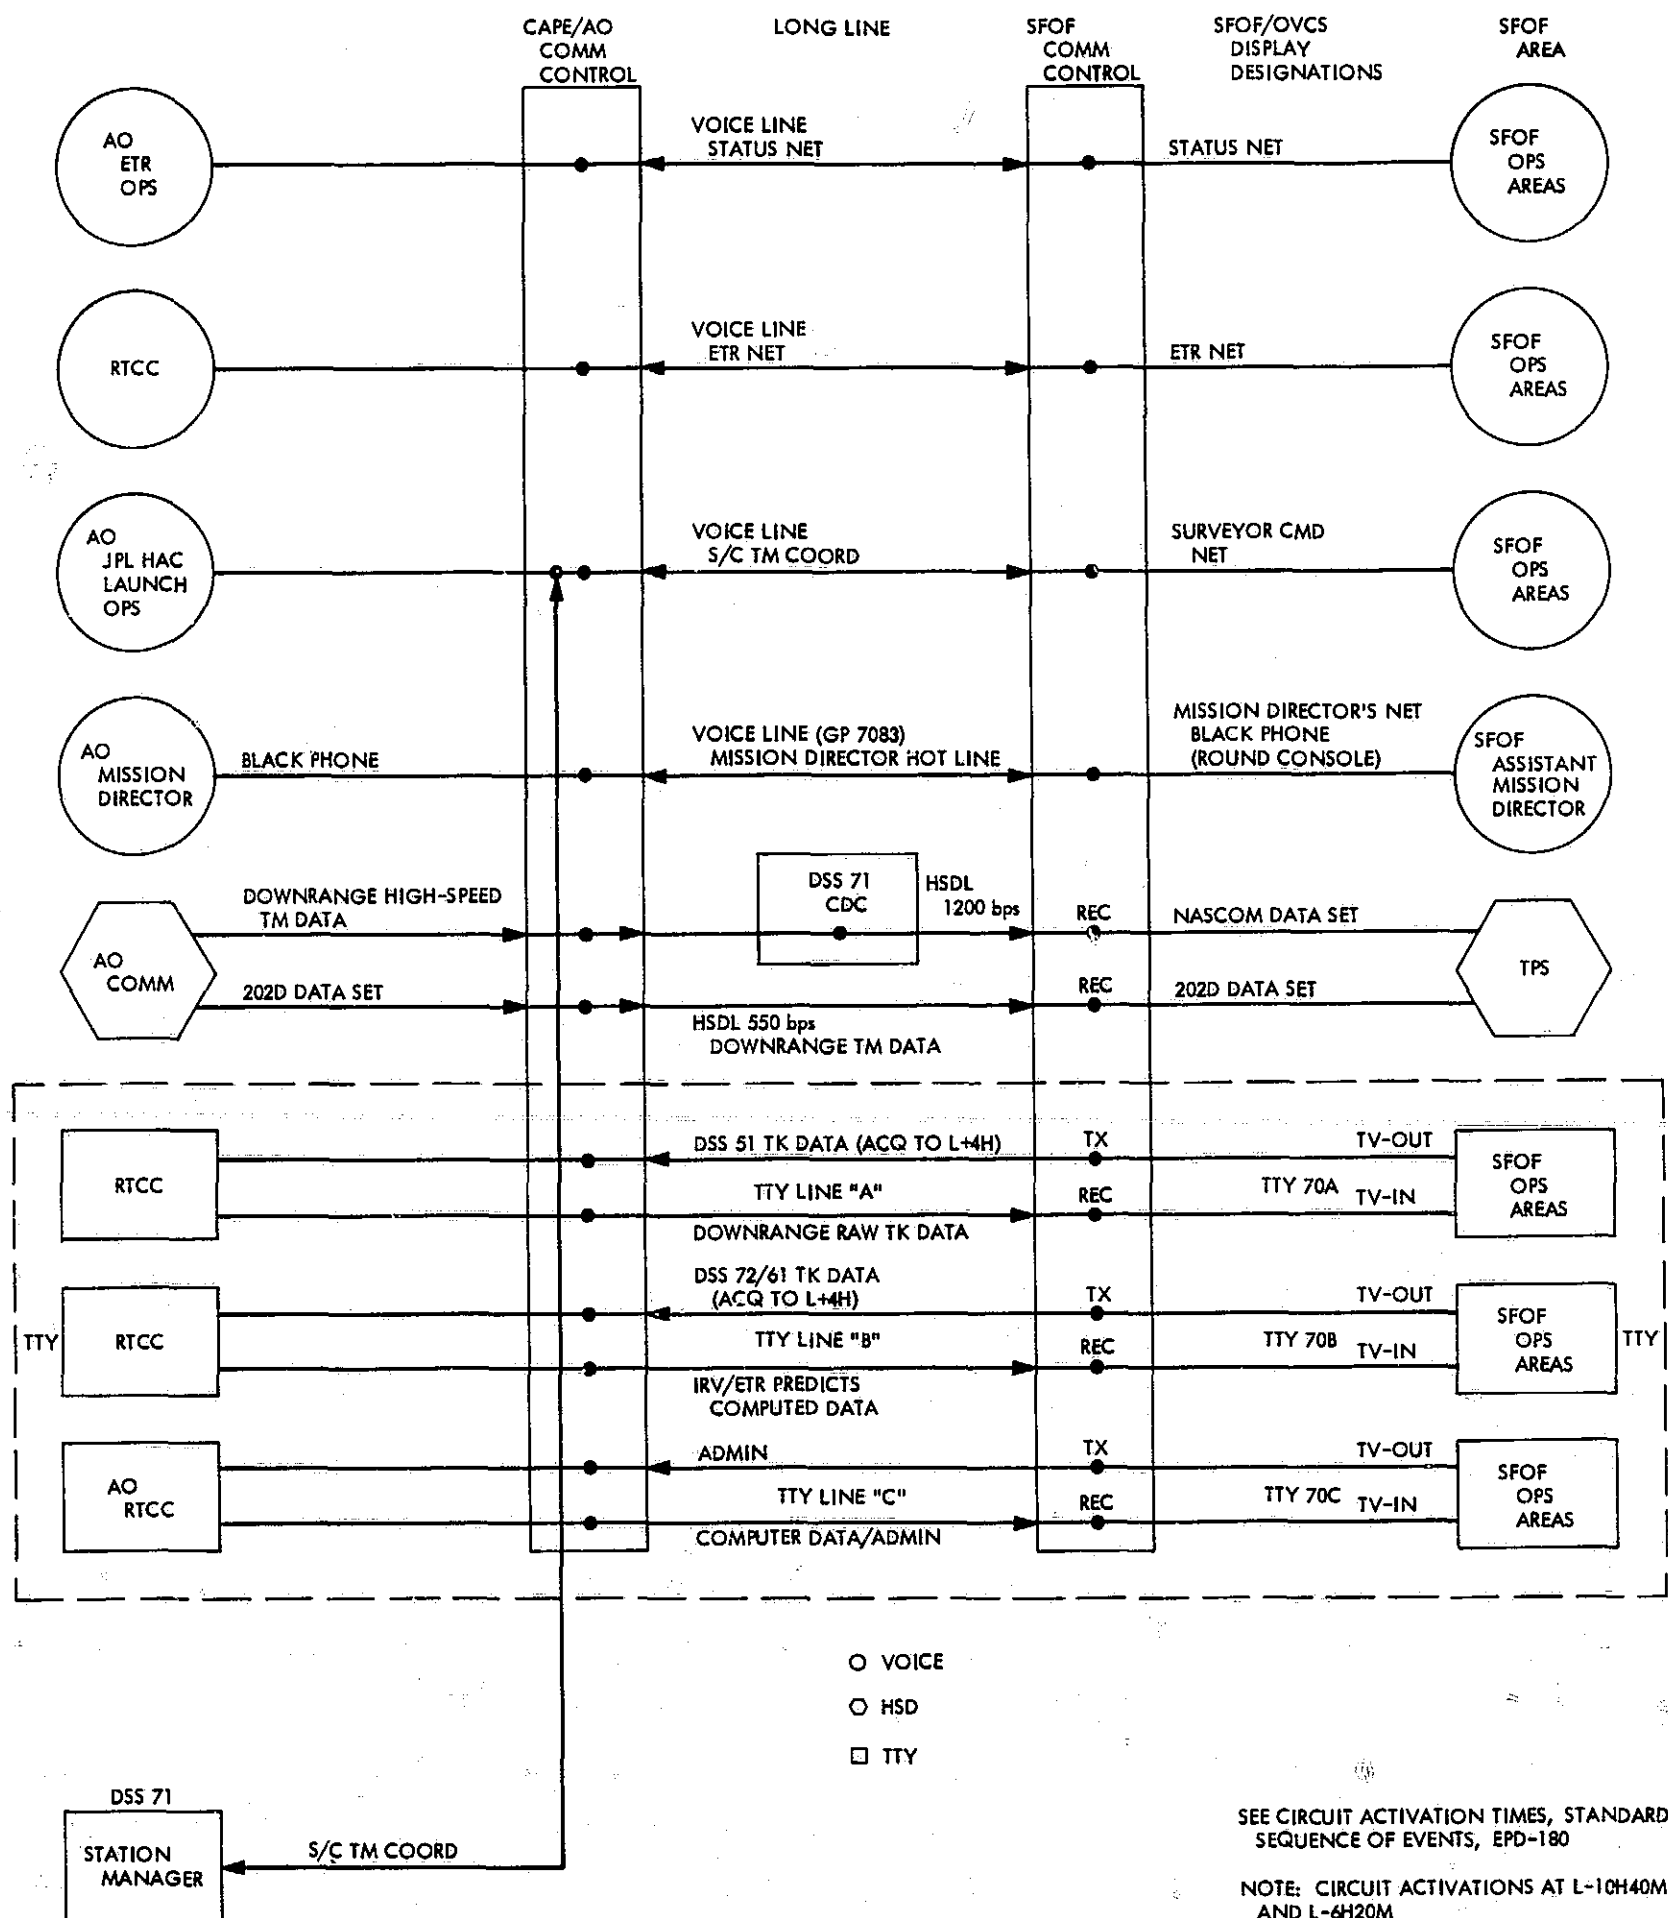 CAPE/AO
COMM
CONTROL
LONG LINE
SFOF
COMM
CONTROL
SFOF/OVCS
DISPLAY
DESIGNATIONS
SFOF
AREA
AO
ETR
OPS
VOICE LINE
STATUS NET
STATUS NET
SFOF
OPS
AREAS
RTCC
VOICE LINE
ETR NET
ETR NET
SFOF
OPS
AREAS
AO
JPL HAC
LAUNCH
OPS
VOICE LINE
S/C TM COORD
SURVEYOR CMD
NET
SFOF
OPS
AREAS
AO
MISSION
DIRECTOR
BLACK PHONE
VOICE LINE (GP 7083)
MISSION DIRECTOR HOT LINE
MISSION DIRECTOR'S NET
BLACK PHONE
(ROUND CONSOLE)
SFOF
ASSISTANT
MISSION
DIRECTOR
AO
COMM
DOWNRANGE HIGH-SPEED
TM DATA
DSS 71
CDC
HSDL
1200 bps
REC
NASCOM DATA SET
TPS
202D DATA SET
HSDL 550 bps
DOWNRANGE TM DATA
REC
202D DATA SET
RTCC
DSS 51 TK DATA (ACQ TO L+4H)
TX
TV-OUT
TTY LINE "A"
REC
TTY 70A
TV-IN
DOWNRANGE RAW TK DATA
SFOF
OPS
AREAS
TTY
RTCC
DSS 72/61 TK DATA
(ACQ TO L+4H)
TX
TV-OUT
TTY LINE "B"
REC
TTY 70B
TV-IN
IRV/ETR PREDICTS
COMPUTED DATA
SFOF
OPS
AREAS
TTY
AO
RTCC
ADMIN
TX
TV-OUT
TTY LINE "C"
REC
TTY 70C
TV-IN
COMPUTER DATA/ADMIN
SFOF
OPS
AREAS
VOICE
HSD
TTY
DSS 71
STATION
MANAGER
S/C TM COORD
SEE CIRCUIT ACTIVATION TIMES, STANDARD
SEQUENCE OF EVENTS, EPD-180
NOTE: CIRCUIT ACTIVATIONS AT L-10H40M
AND L-6H20M